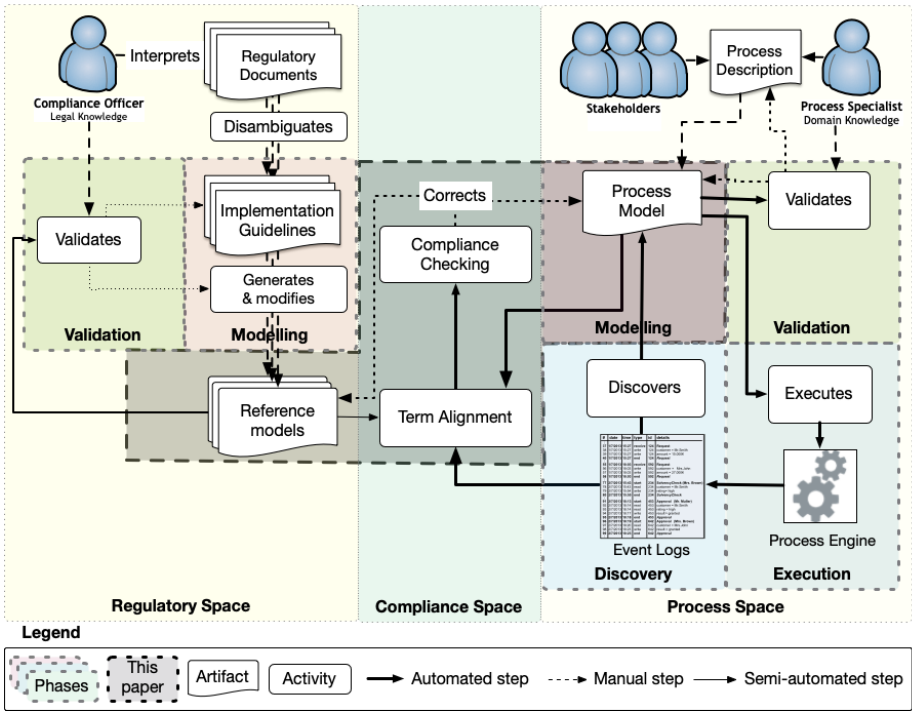 Interprets
Regulatory
Documents
Compliance Officer
Legal Knowledge
Disambiguates
Validates
Implementation
Guidelines
Generates
& modifies
Validation
Modelling
Reference
models
Regulatory Space
Corrects
Compliance
Checking
Term Alignment
Compliance Space
Stakeholders
Process
Description
Process Specialist
Domain Knowledge
Process
Model
Validates
Modelling
Validation
Discovers
Executes
Event Logs
Process Engine
Discovery
Execution
Process Space
Legend
Phases
This
paper
Artifact
Activity
Automated step
Manual step
Semi-automated step